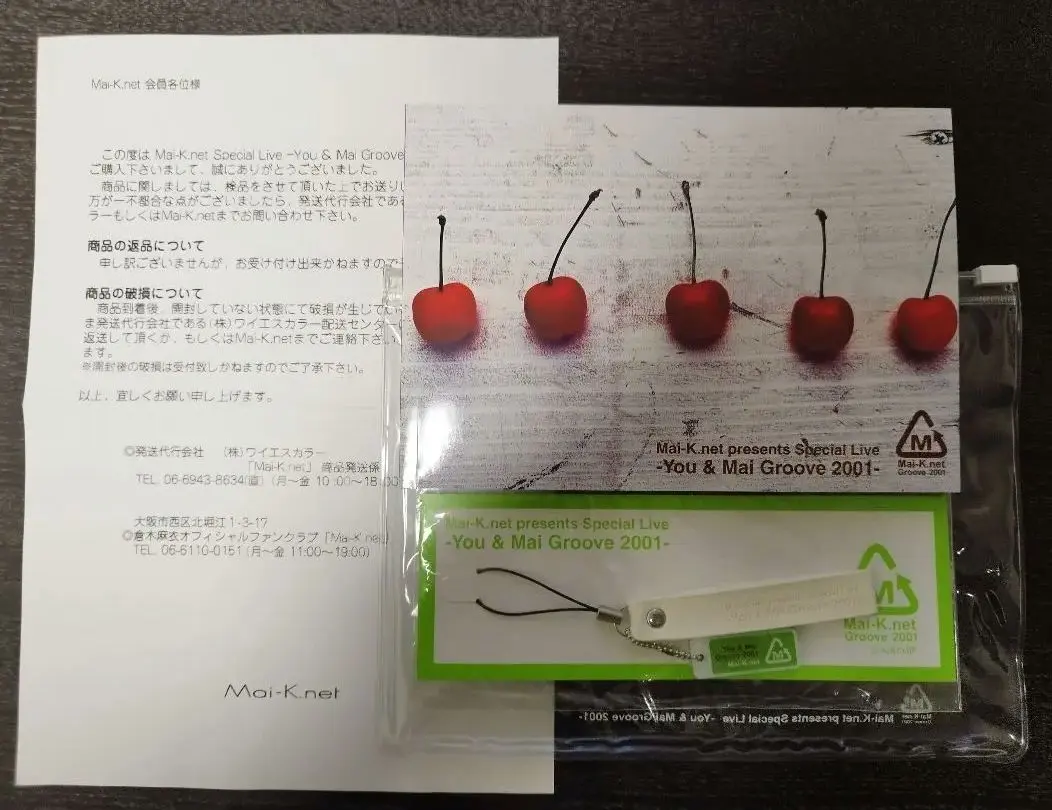 Mai-K.net 会員各位様
この度は Mai-K.net Special Live -You & Mai Groove
ご購入下さいまして、誠にありがとうございました。
商品に関しましては、検品をさせて頂いた上でお送りし
万が一不都合な点がございましたら、発送代行会社である
ラーもしくはMai-K.netまでお問い合わせ下さい。
商品の返品について
申し訳ございませんが、お受け付け出来かねますので
商品の破損について
商品到着後、開封していない状態にて破損が生じてい
ま発送代行会社である(株)ワイエスカラー配送センタ
返送して頂くか、もしくはMai-K.netまでご連絡下さい
ます。
※開封後の破損は受付致しかねますのでご了承下さい。
以上、宜しくお願い申し上げます。
◎発送代行会社 (株)ワイエスカラー
「Mai-K.net」 商品発送係
TEL. 06-6943-8634(直) (月〜金 10:00〜18:00
大阪市西区北堀江1-3-17
◎倉木麻衣オフィシャルファンクラブ「Mai-K.net」
TEL. 06-6110-0151 (月〜金 11:00〜19:00)
Mai-K.net
Mai-K.net presents Special Live
-You & Mai Groove 2001-
M
Mai-K.net
Groove 2001
Mai-K.net presents Special Live
-You & Mai Groove 2001-
M
Mai-K.net
Groove 2001
You & Mai
Groove 2001
Mai-K.net
M
Mai-K.net presents Special Live -You & Mai Groove 2001-
Mai-K.net
Groove 2001